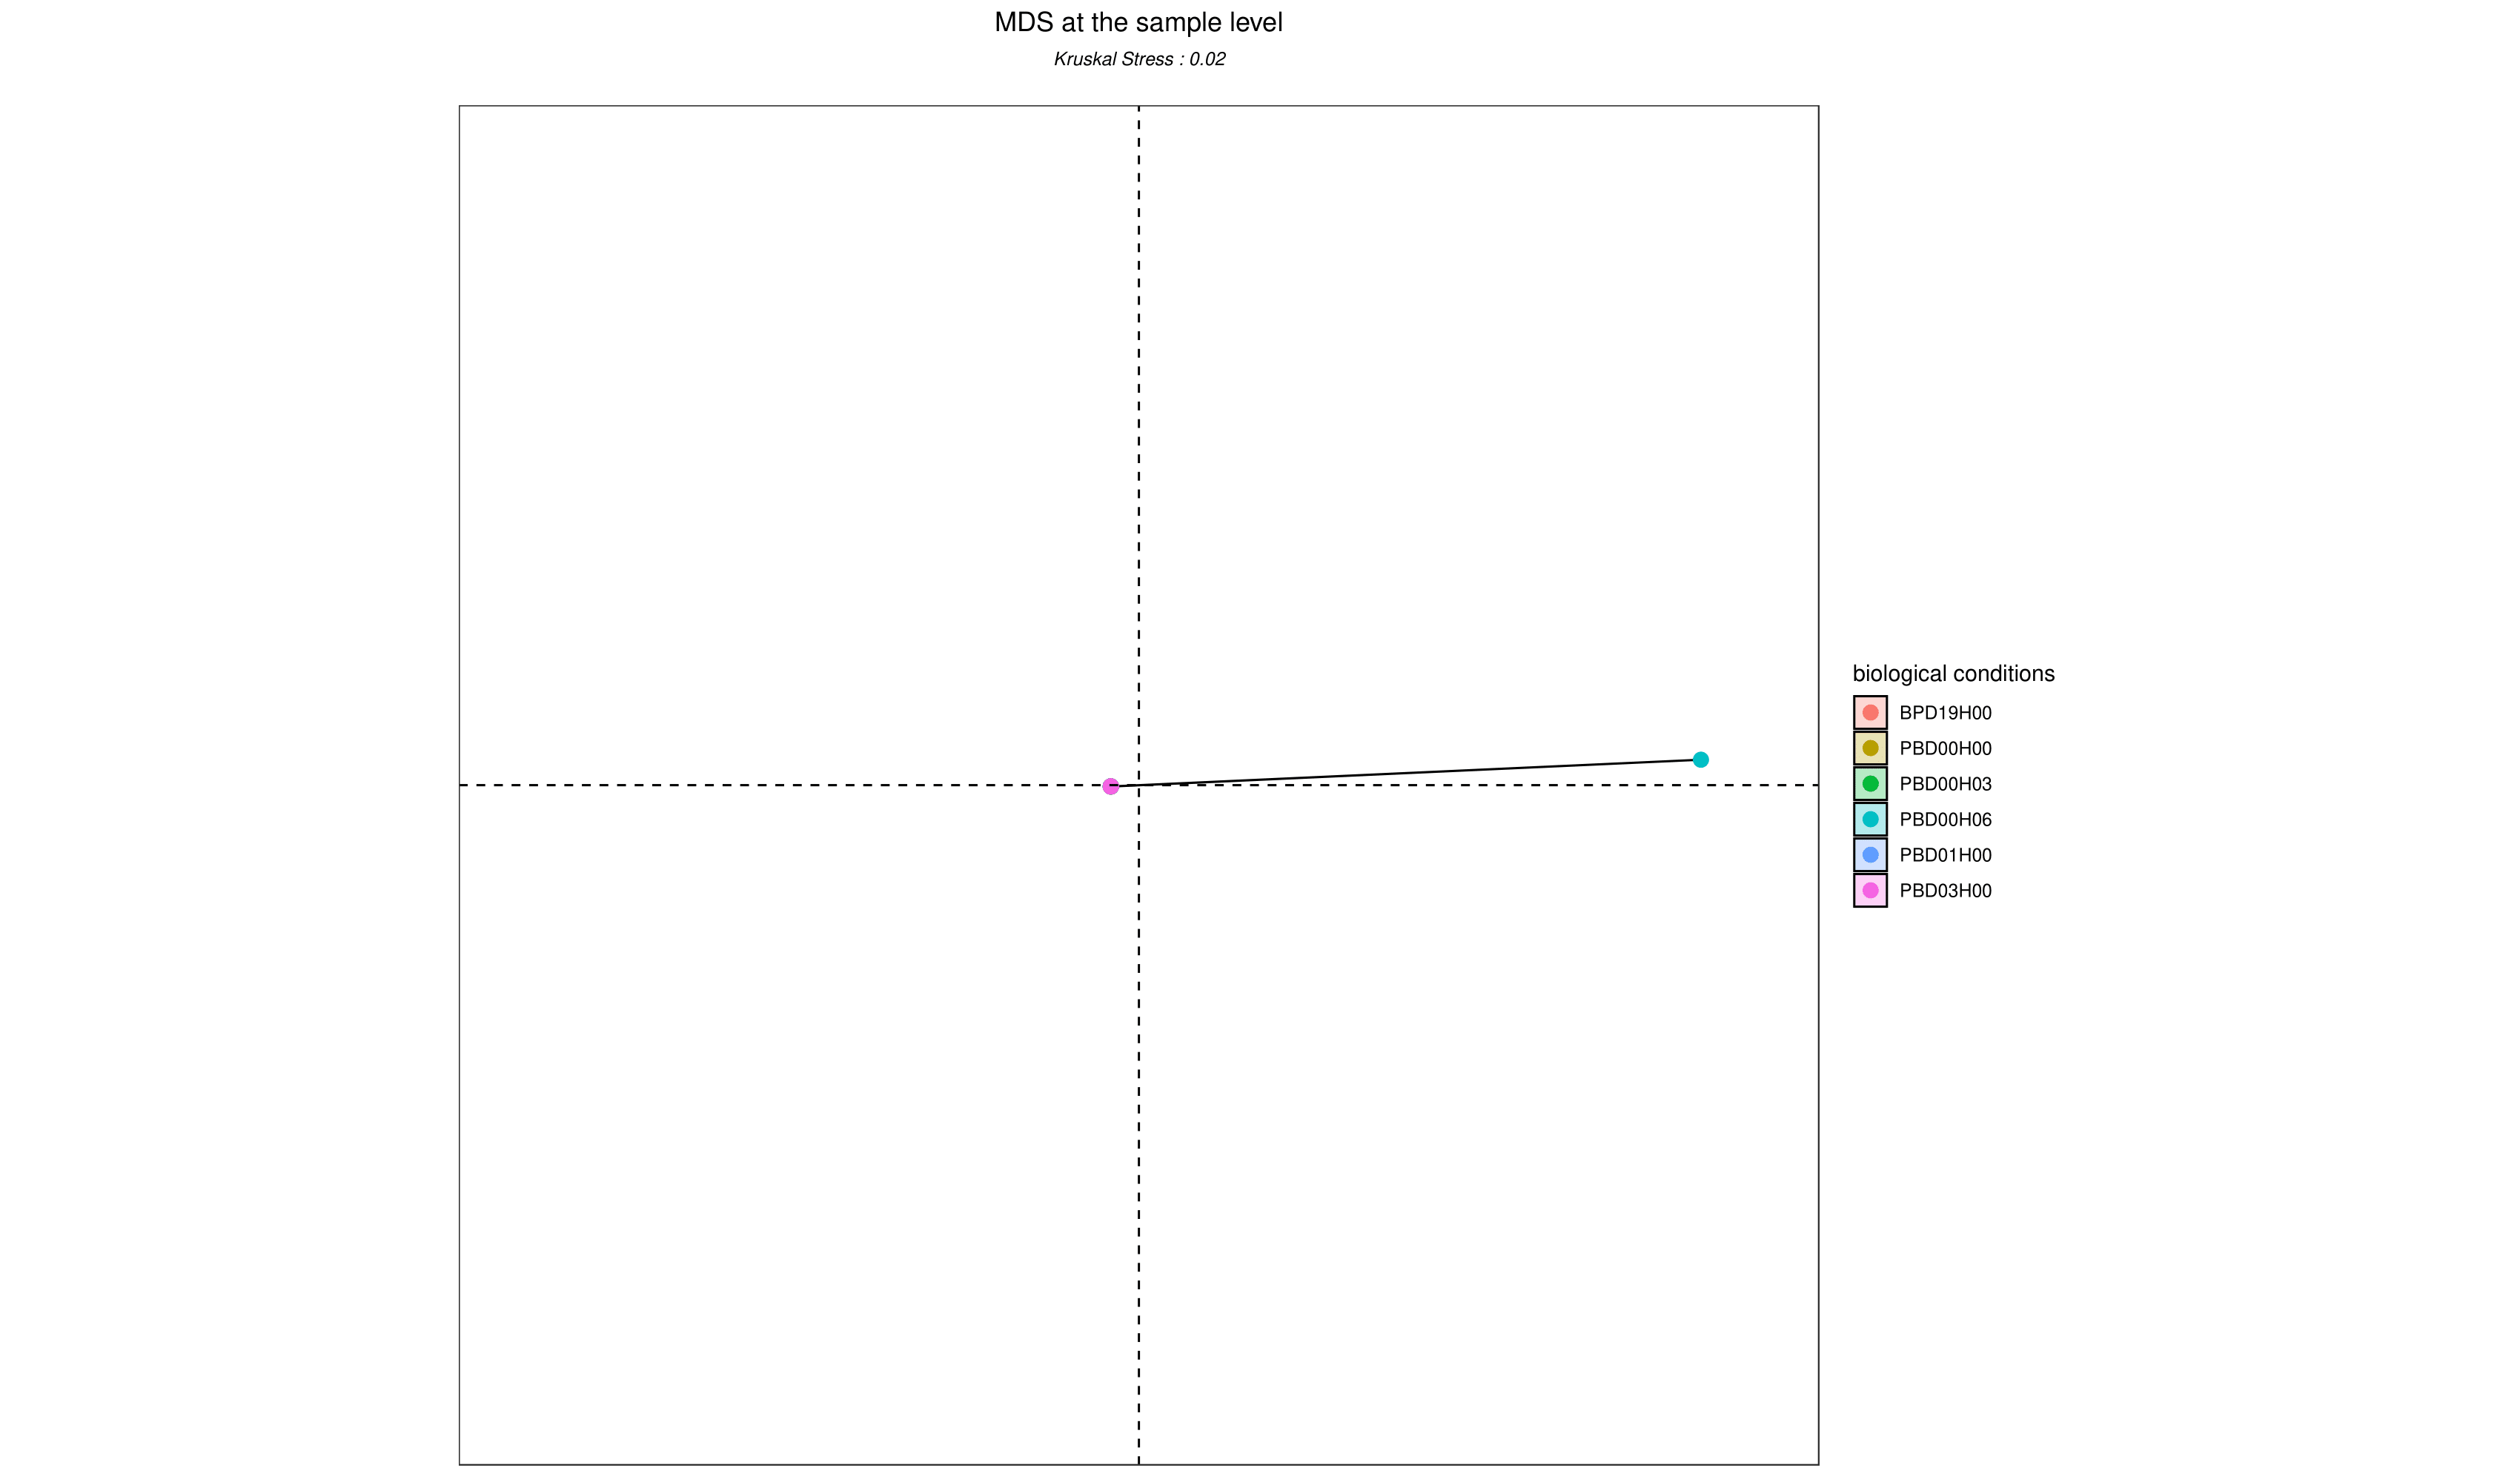 MDS at the sample level
Kruskal Stress : 0.02
biological conditions
BPD19H00
PBD00H00
PBD00H03
PBD00H06
PBD01H00
PBD03H00